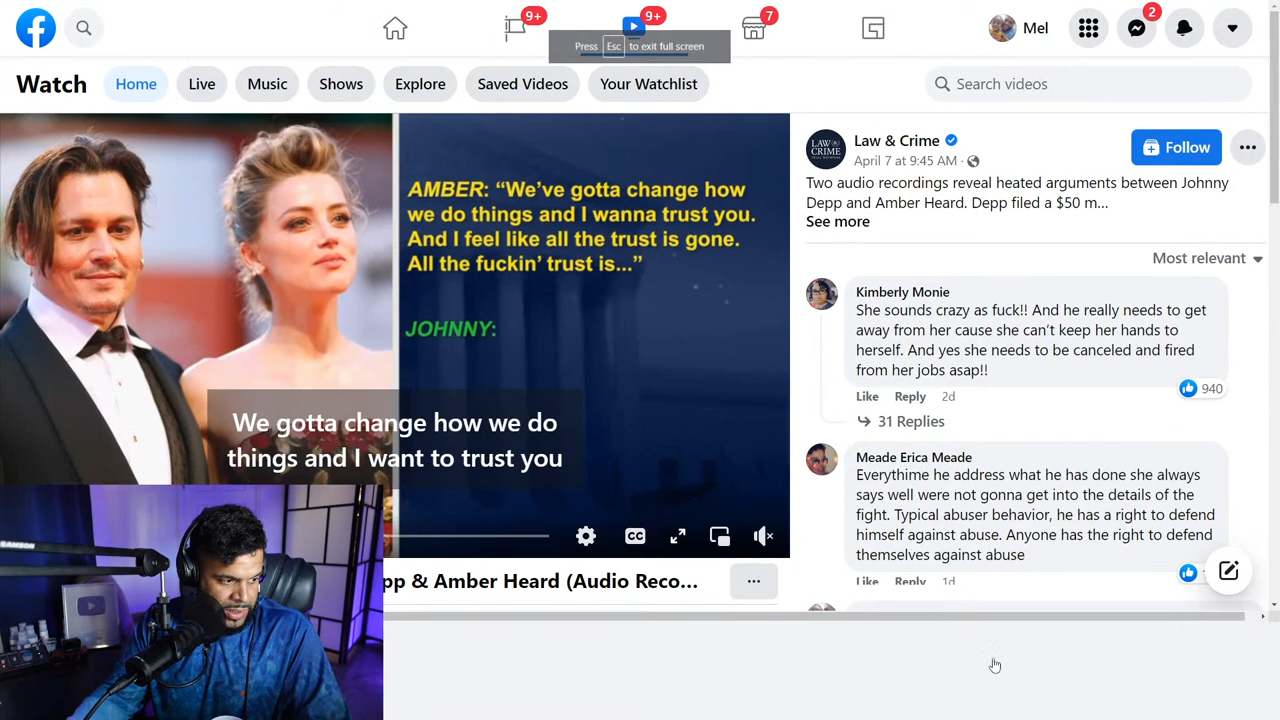 9+
9+
7
Mel
2
Press Esc to exit full screen
Watch
Home
Live
Music
Shows
Explore
Saved Videos
Your Watchlist
Search videos
AMBER: “We’ve gotta change how
we do things and I wanna trust you.
And I feel like all the trust is gone.
All the fuckin’ trust is...”
JOHNNY:
We gotta change how we do
things and I want to trust you
CC
pp & Amber Heard (Audio Reco...
SAMSON
LAW&
CRIME
Law & Crime
April 7 at 9:45 AM ·
Follow
Two audio recordings reveal heated arguments between Johnny
Depp and Amber Heard. Depp filed a $50 m...
See more
Most relevant
Kimberly Monie
She sounds crazy as fuck!! And he really needs to get
away from her cause she can’t keep her hands to
herself. And yes she needs to be canceled and fired
from her jobs asap!!
940
Like Reply 2d
31 Replies
Meade Erica Meade
Everythime he address what he has done she always
says well were not gonna get into the details of the
fight. Typical abuser behavior, he has a right to defend
himself against abuse. Anyone has the right to defend
themselves against abuse
Like Reply 1d